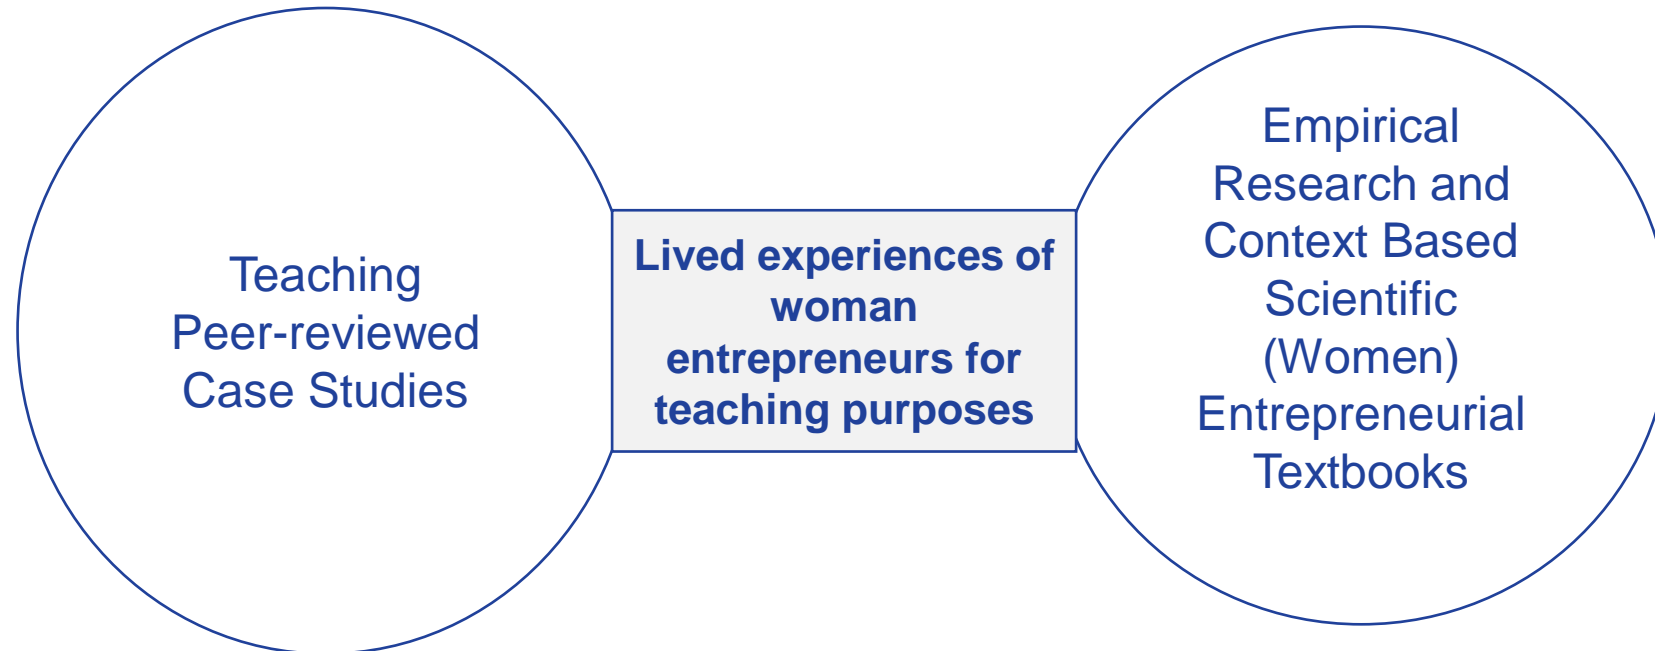 Teaching
Peer-reviewed
Case Studies
Lived experiences of
woman
entrepreneurs for
teaching purposes
Empirical
Research and
Context Based
Scientific
(Women)
Entrepreneurial
Textbooks